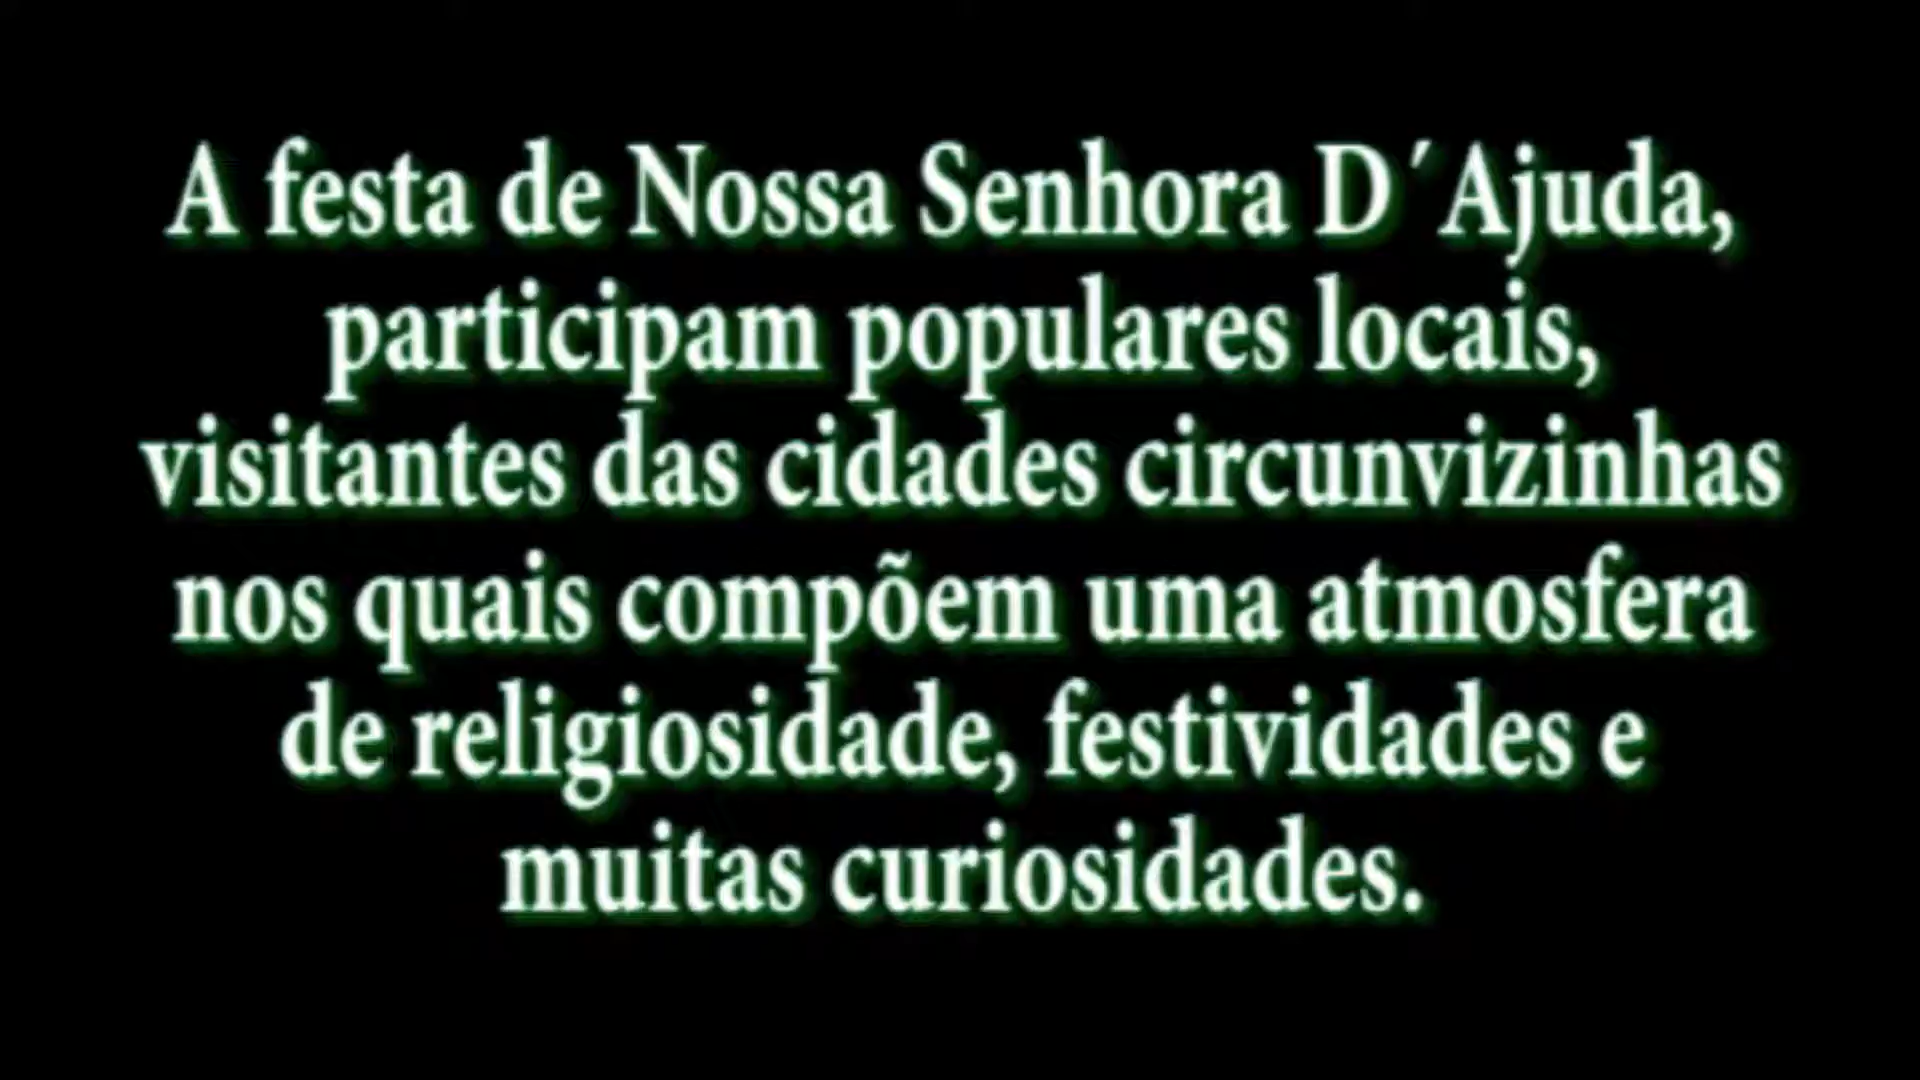 A festa de Nossa Senhora D´Ajuda,
participam populares locais,
visitantes das cidades circunvizinhas
nos quais compõem uma atmosfera
de religiosidade, festividades e
muitas curiosidades.